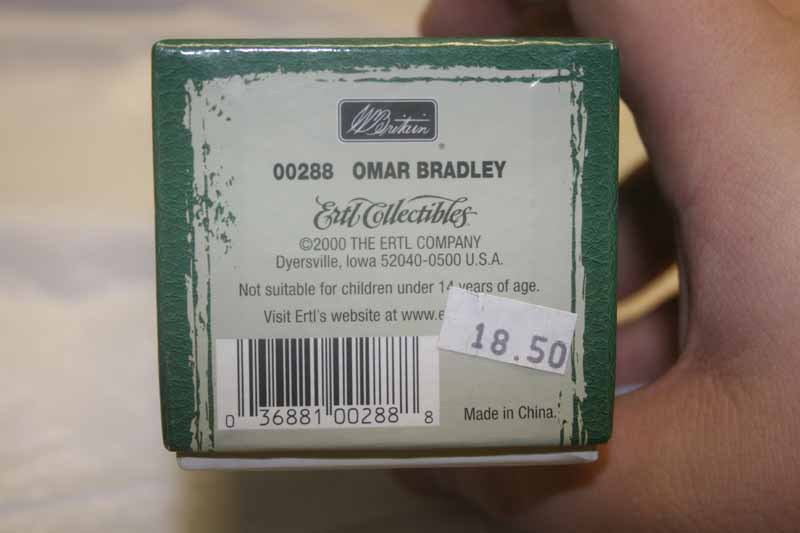 WBritain
®
00288 OMAR BRADLEY
Ertl Collectibles
©2000 THE ERTL COMPANY
Dyersville, Iowa 52040-0500 U.S.A.
Not suitable for children under 14 years of age.
Visit Ertl's website at www.e
18.50
0 36881 00288 8
Made in China.